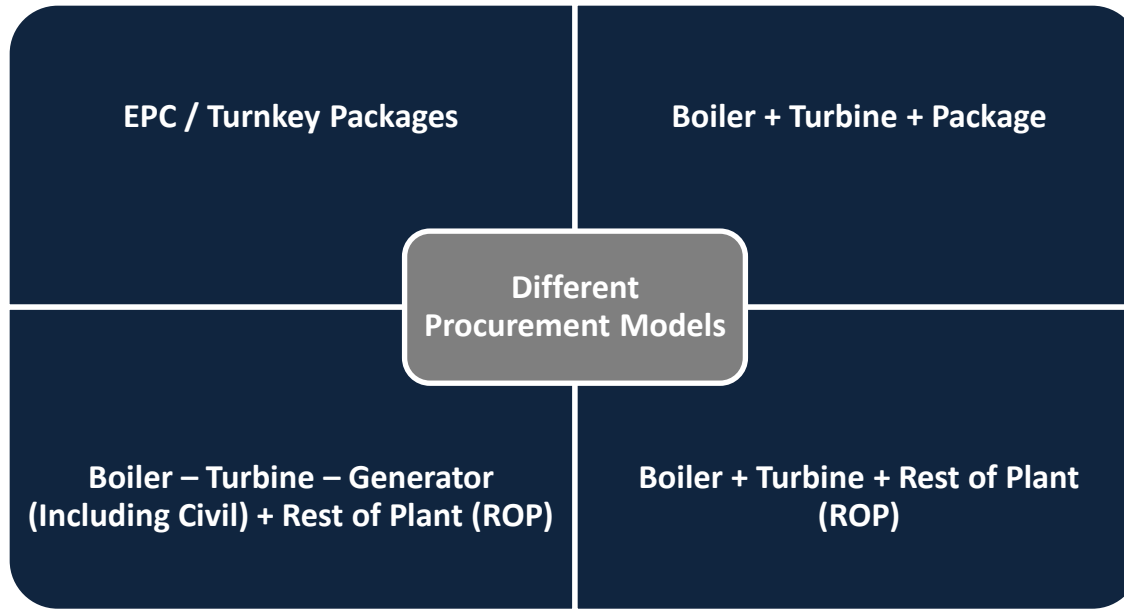 EPC / Turnkey Packages
Boiler + Turbine + Package
Different
Procurement Models
Boiler – Turbine – Generator
(Including Civil) + Rest of Plant (ROP)
Boiler + Turbine + Rest of Plant
(ROP)